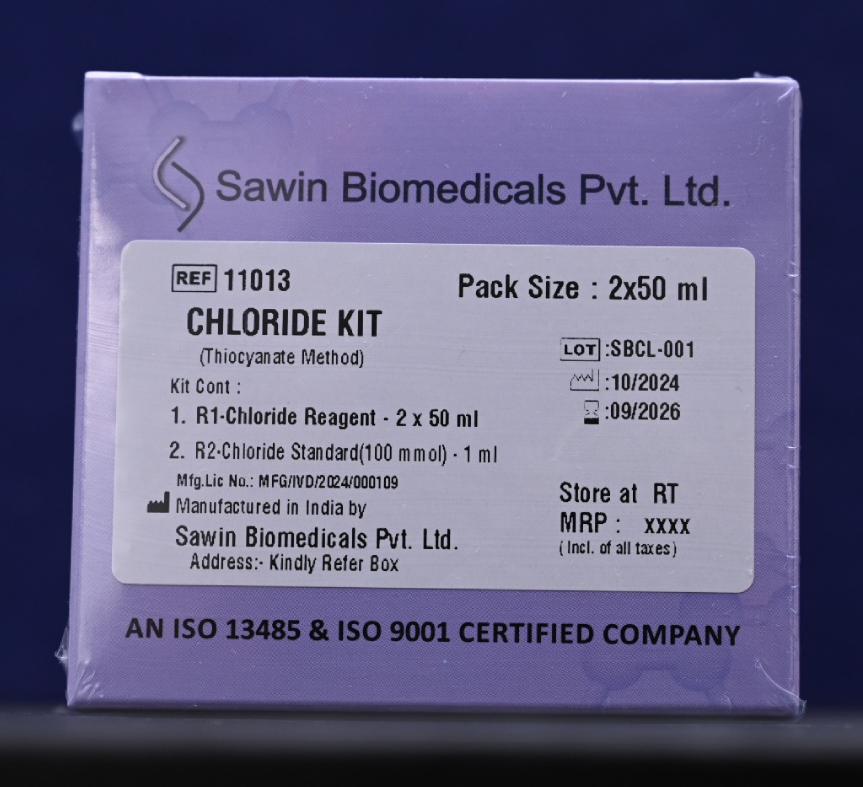 Sawin Biomedicals Pvt. Ltd.
REF 11013
Pack Size : 2x50 ml
CHLORIDE KIT
(Thiocyanate Method)
LOT :SBCL-001
Kit Cont :
:10/2024
1. R1-Chloride Reagent - 2 x 50 ml
:09/2026
2. R2-Chloride Standard(100 mmol) - 1 ml
Mfg.Lic No.: MFG/IVD/2024/000109
Manufactured in India by
Sawin Biomedicals Pvt. Ltd.
Address:- Kindly Refer Box
Store at RT
MRP : xxxx
(Incl. of all taxes)
AN ISO 13485 & ISO 9001 CERTIFIED COMPANY